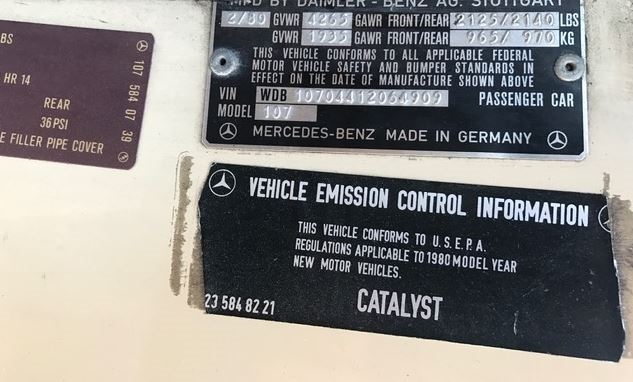 MFD BY DAIMLER - BENZ AG. STUTTGART
2/80 GVWR 4265 GAWR FRONT/REAR 2125/2140 LBS
GVWR 1935 GAWR FRONT/REAR 965/ 970 KG
THIS VEHICLE CONFORMS TO ALL APPLICABLE FEDERAL
MOTOR VEHICLE SAFETY AND BUMPER STANDARDS IN
EFFECT ON THE DATE OF MANUFACTURE SHOWN ABOVE
VIN WDB 10704412064909 PASSENGER CAR
MODEL 107
MERCEDES-BENZ MADE IN GERMANY
BS
HR 14
REAR
36 PSI
E FILLER PIPE COVER
107 584 07 39
VEHICLE EMISSION CONTROL INFORMATION
THIS VEHICLE CONFORMS TO U.S.E.P.A.
REGULATIONS APPLICABLE TO 1980 MODEL YEAR
NEW MOTOR VEHICLES.
23 584 82 21 CATALYST